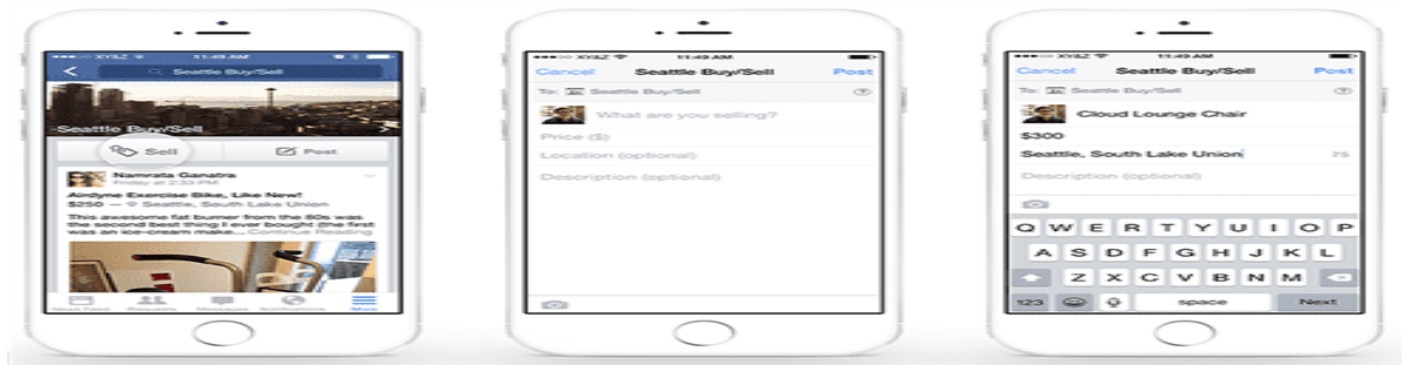 XY&Z 11:49 AM
Seattle Buy/Sell
Seattle Buy/Sell
Sell Post
Namrata Ganatra
Friday at 2:33 PM
Airdyne Exercise Bike, Like New!
$250 — Seattle, South Lake Union
This awesome fat burner from the 80s was
the second best thing I ever bought (the first
was an ice-cream make... Continue Reading
News Feed Requests Messages Notifications More
XY&Z 11:49 AM
Cancel Seattle Buy/Sell Post
To: Seattle Buy/Sell
What are you selling?
Price ($)
Location (optional)
Description (optional)
XY&Z 11:49 AM
Cancel Seattle Buy/Sell Post
To: Seattle Buy/Sell
Cloud Lounge Chair
$300
Seattle, South Lake Union 75
Description (optional)
Q W E R T Y U I O P
A S D F G H J K L
Z X C V B N M
123 space Next